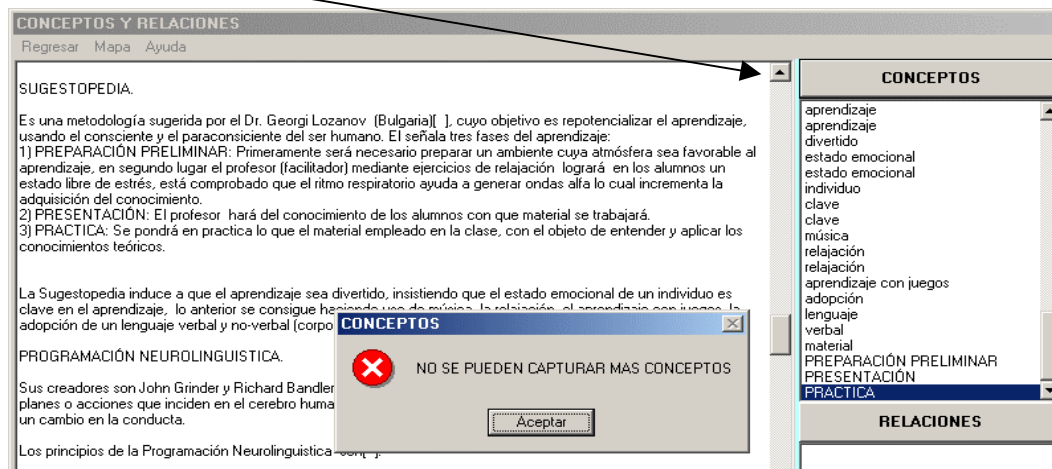 CONCEPTOS Y RELACIONES
Regresar Mapa Ayuda
SUGESTOPEDIA.
Es una metodología sugerida por el Dr. Georgi Lozanov (Bulgaria)[ ], cuyo objetivo es repotencializar el aprendizaje,
usando el consciente y el paraconsiciente del ser humano. El señala tres fases del aprendizaje:
1) PREPARACIÓN PRELIMINAR: Primeramente será necesario preparar un ambiente cuya atmósfera sea favorable al
aprendizaje, en segundo lugar el profesor (facilitador) mediante ejercicios de relajación logrará en los alumnos un
estado libre de estrés, está comprobado que el ritmo respiratorio ayuda a generar ondas alfa lo cual incrementa la
adquisición del conocimiento.
2) PRESENTACIÓN: El profesor hará del conocimiento de los alumnos con que material se trabajará.
3) PRACTICA: Se pondrá en practica lo que el material empleado en la clase, con el objeto de entender y aplicar los
conocimientos teóricos.
La Sugestopedia induce a que el aprendizaje sea divertido, insistiendo que el estado emocional de un individuo es
clave en el aprendizaje, lo anterior se consigue haciendo uso de música, la relajación, el aprendizaje con juegos, la
adopción de un lenguaje verbal y no-verbal (corpo
PROGRAMACIÓN NEUROLINGUISTICA.
Sus creadores son John Grinder y Richard Bandler
planes o acciones que inciden en el cerebro huma
un cambio en la conducta.
Los principios de la Programación Neurolinguistica son[ ]:
CONCEPTOS
NO SE PUEDEN CAPTURAR MAS CONCEPTOS
Aceptar
CONCEPTOS
aprendizaje
aprendizaje
divertido
estado emocional
estado emocional
individuo
clave
clave
música
relajación
relajación
aprendizaje con juegos
adopción
lenguaje
verbal
material
PREPARACIÓN PRELIMINAR
PRESENTACIÓN
PRACTICA
RELACIONES